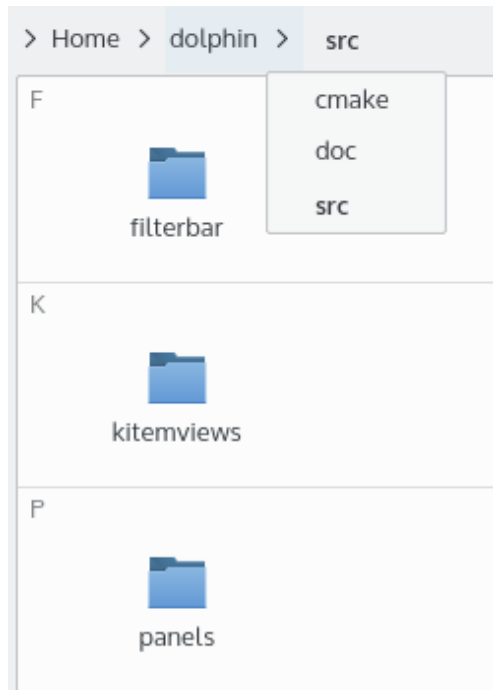 > Home > dolphin > src
F
cmake
doc
src
filterbar
K
kitemviews
P
panels